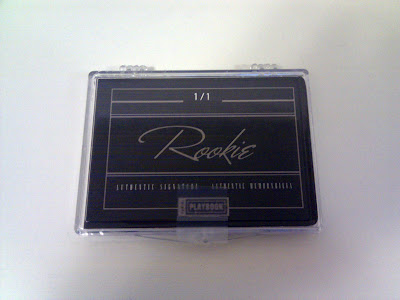 1/1
Rookie
AUTHENTIC SIGNATURE AUTHENTIC MEMORABILIA
PLAYBOOK